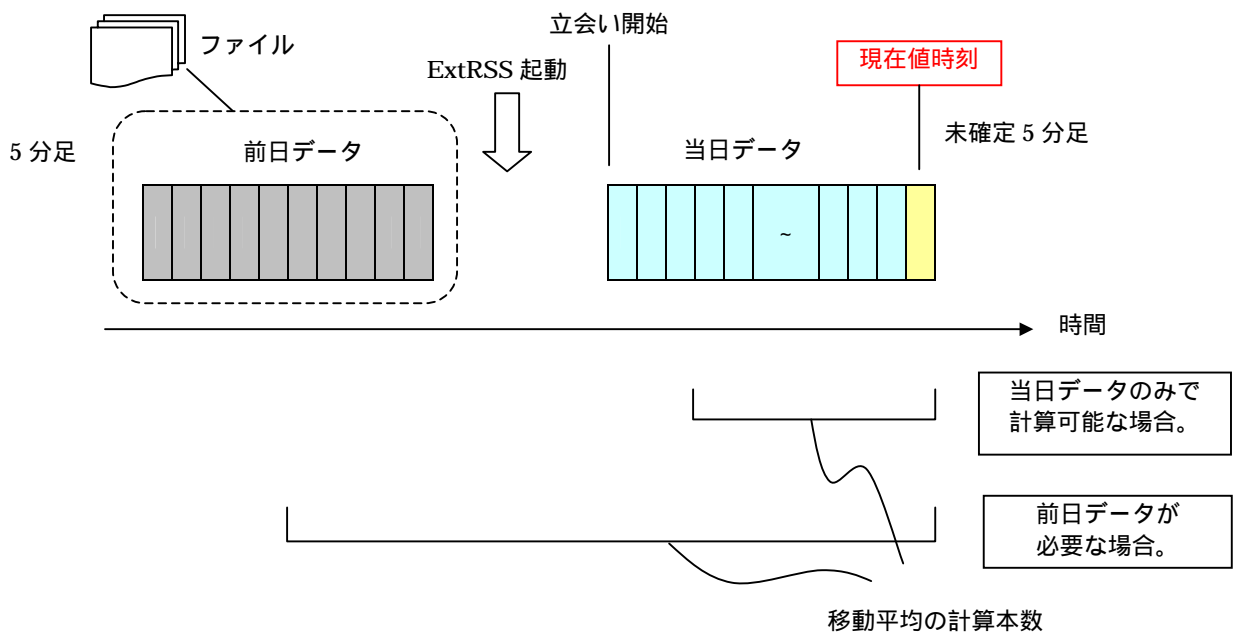 ファイル
立会い開始
ExtRSS 起動
現在値時刻
5 分足
前日データ
当日データ
未確定 5 分足
~
時間
当日データのみで
計算可能な場合。
前日データが
必要な場合。
移動平均の計算本数